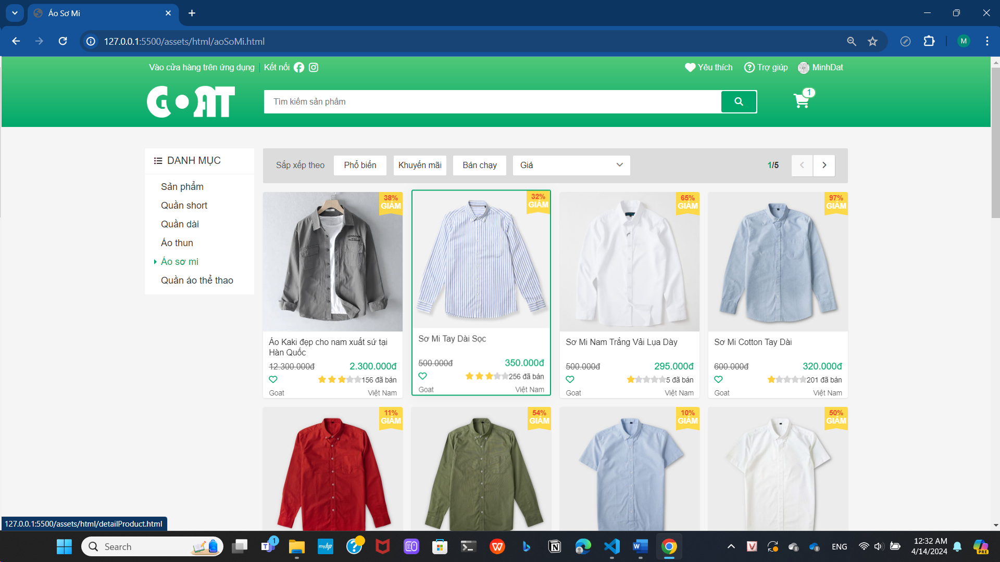 Áo Sơ Mi
127.0.0.1:5500/assets/html/aoSoMi.html
M
Vào cửa hàng trên ứng dụng
Kết nối
Yêu thích
Trợ giúp
MinhDat
GOAT
Tìm kiếm sản phẩm
1
DANH MỤC
Sản phẩm
Quần short
Quần dài
Áo thun
Áo sơ mi
Quần áo thể thao
Sắp xếp theo
Phổ biến
Khuyến mãi
Bán chạy
Giá
1/5
38%
GIẢM
Áo Kaki đẹp cho nam xuất sứ tại
Hàn Quốc
12.300.000đ
2.300.000đ
156 đã bán
Goat
Việt Nam
32%
GIẢM
Sơ Mi Tay Dài Sọc
500.000đ
350.000đ
256 đã bán
Goat
Việt Nam
65%
GIẢM
Sơ Mi Nam Trắng Vải Lụa Dày
500.000đ
295.000đ
5 đã bán
Goat
Việt Nam
97%
GIẢM
Sơ Mi Cotton Tay Dài
600.000đ
320.000đ
201 đã bán
Goat
Việt Nam
11%
GIẢM
54%
GIẢM
10%
GIẢM
50%
GIẢM
127.0.0.1:5500/assets/html/detailProduct.html
Search
1
myhp
ENG
12:32 AM
4/14/2024
PRE